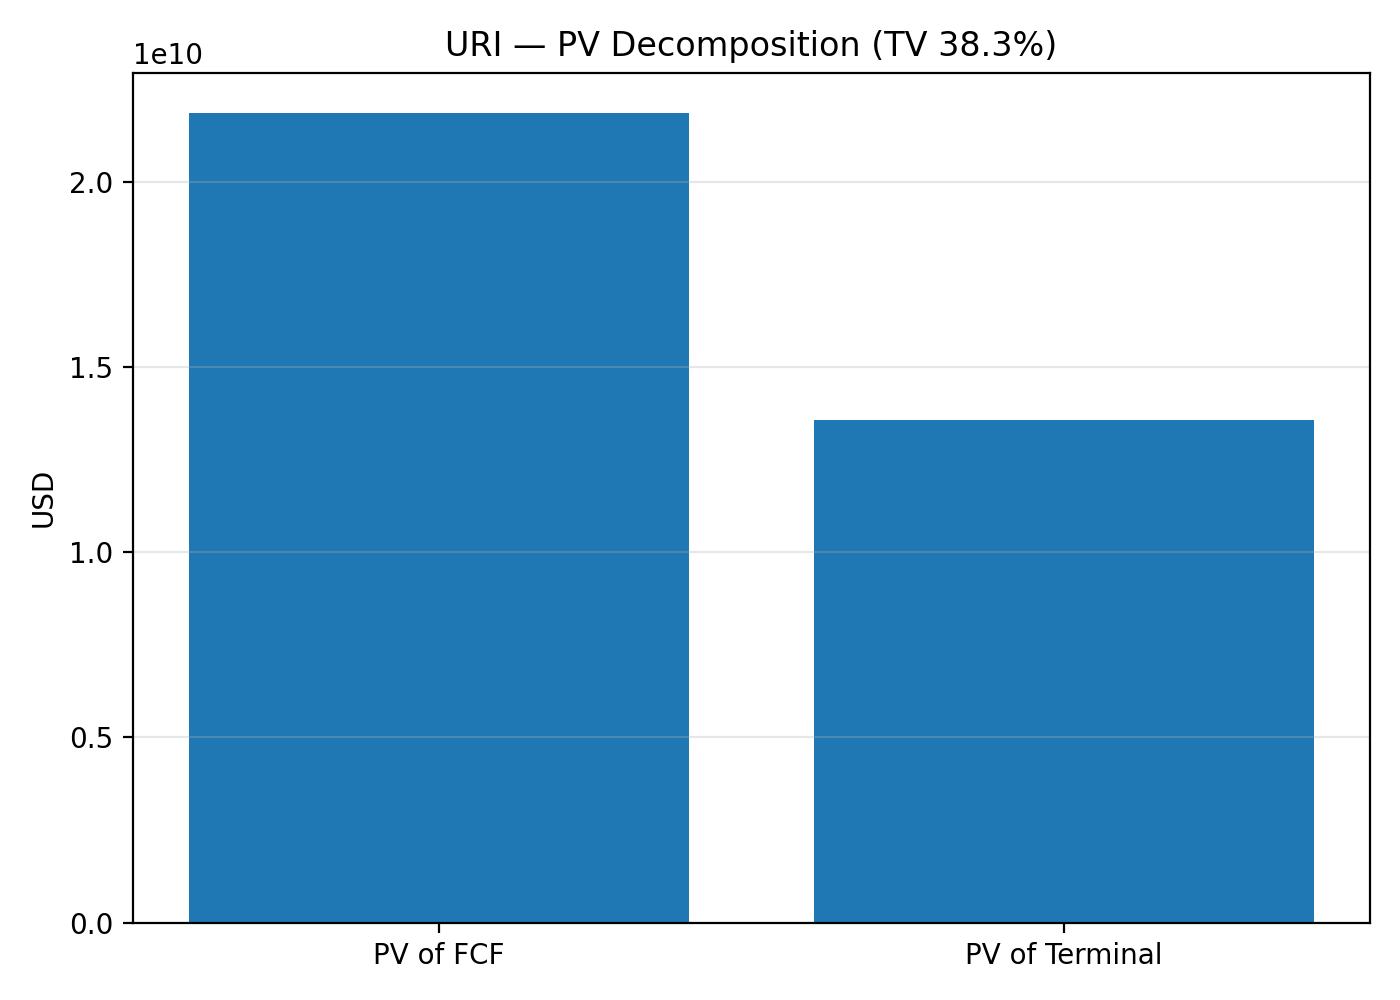 URI — PV Decomposition (TV 38.3%)
1e10
2.0
1.5
1.0
0.5
0.0
USD
PV of FCF
PV of Terminal